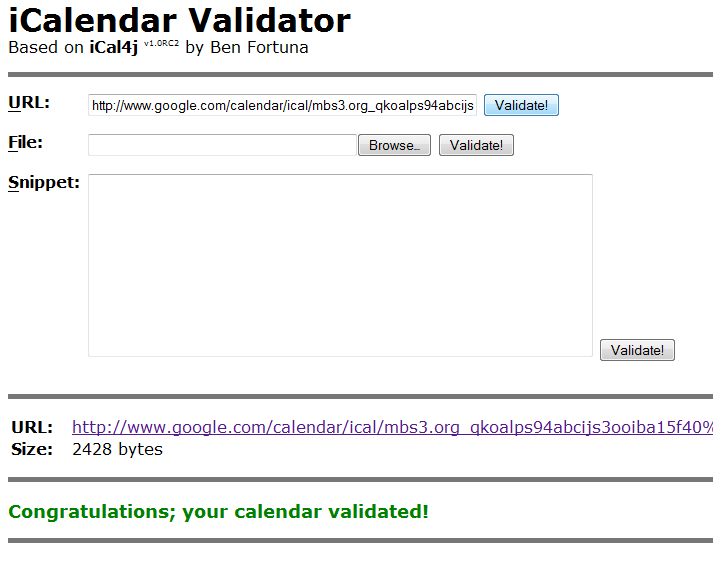 iCalendar Validator
Based on iCal4j v1.0RC2 by Ben Fortuna
URL: http://www.google.com/calendar/ical/mbs3.org_qkoalps94abcijs Validate!
File: Browse... Validate!
Snippet:
Validate!
URL: http://www.google.com/calendar/ical/mbs3.org_qkoalps94abcijs3ooiba15f40%
Size: 2428 bytes
Congratulations; your calendar validated!